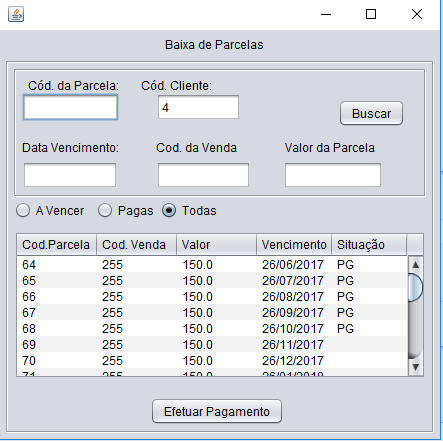 Baixa de Parcelas
Cód. da Parcela: Cód. Cliente:
4
Buscar
Data Vencimento: Cod. da Venda Valor da Parcela
A Vencer Pagas Todas
Cod.Parcela Cod. Venda Valor Vencimento Situação
64 255 150.0 26/06/2017 PG
65 255 150.0 26/07/2017 PG
66 255 150.0 26/08/2017 PG
67 255 150.0 26/09/2017 PG
68 255 150.0 26/10/2017 PG
69 255 150.0 26/11/2017
70 255 150.0 26/12/2017
71 255 150.0 26/01/2018
Efetuar Pagamento